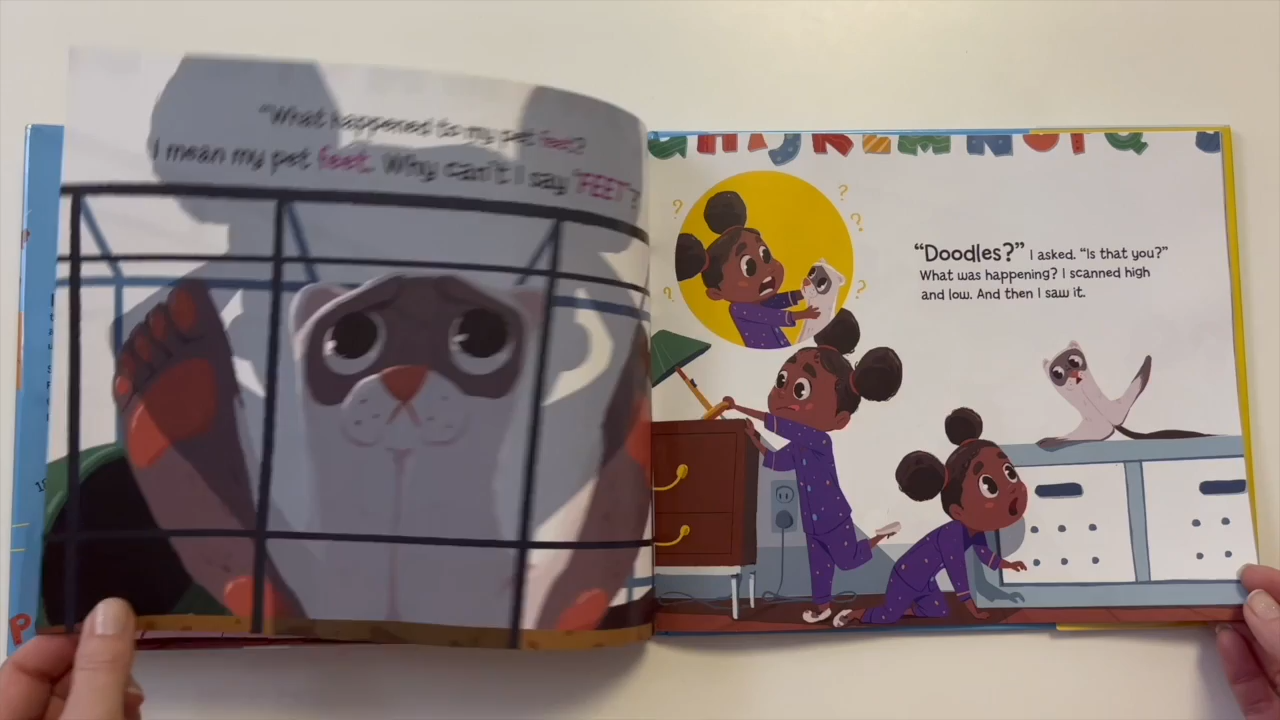 "What happened to my pet feet?
I mean my pet feet. Why can't I say "FEET"?
"Doodles?" I asked. "Is that you?"
What was happening? I scanned high
and low. And then I saw it.